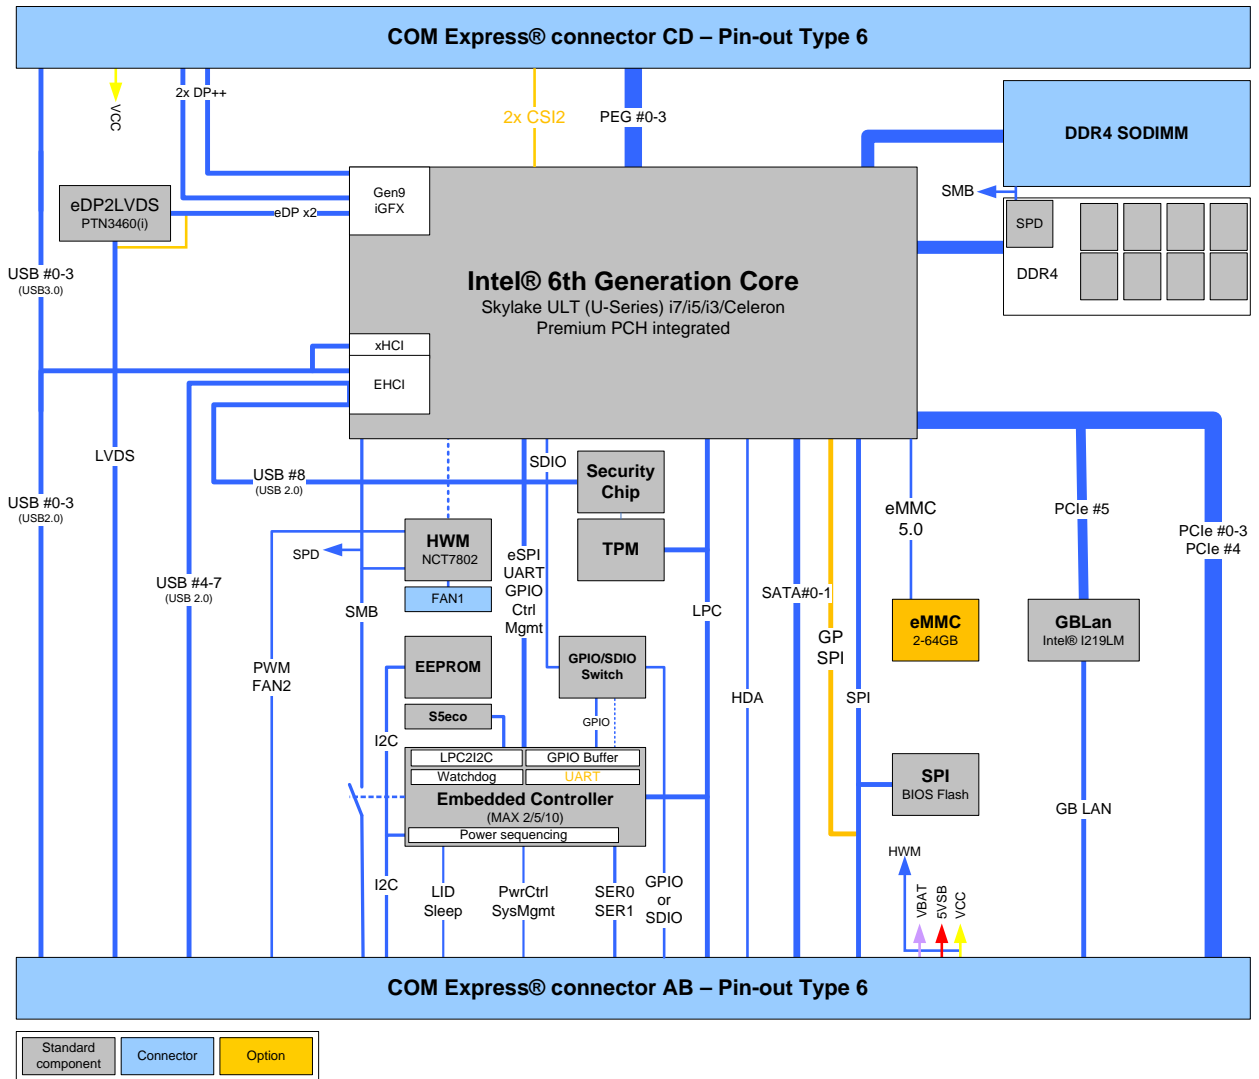 COM Express® connector CD – Pin-out Type 6
2x DP++
VCC
2x CSI2
PEG #0-3
DDR4 SODIMM
SMB
SPD
DDR4
eDP2LVDS
PTN3460(i)
eDP x2
Gen9
iGFX
USB #0-3
(USB3.0)
Intel® 6th Generation Core
Skylake ULT (U-Series) i7/i5/i3/Celeron
Premium PCH integrated
xHCI
EHCI
LVDS
USB #8
(USB 2.0)
SDIO
Security
Chip
USB #0-3
(USB2.0)
eMMC
5.0
PCIe #5
PCIe #0-3
PCIe #4
HWM
NCT7802
SPD
TPM
eSPI
UART
GPIO
Ctrl
Mgmt
USB #4-7
(USB 2.0)
FAN1
SMB
LPC
SATA#0-1
eMMC
2-64GB
GBLan
Intel® I219LM
GP
SPI
PWM
FAN2
EEPROM
GPIO/SDIO
Switch
HDA
SPI
S5eco
GPIO
I2C
LPC2I2C
GPIO Buffer
Watchdog
UART
Embedded Controller
(MAX 2/5/10)
Power sequencing
SPI
BIOS Flash
GB LAN
HWM
I2C
LID
Sleep
PwrCtrl
SysMgmt
SER0
SER1
GPIO
or
SDIO
VBAT
5VSB
VCC
COM Express® connector AB – Pin-out Type 6
Standard
component
Connector
Option